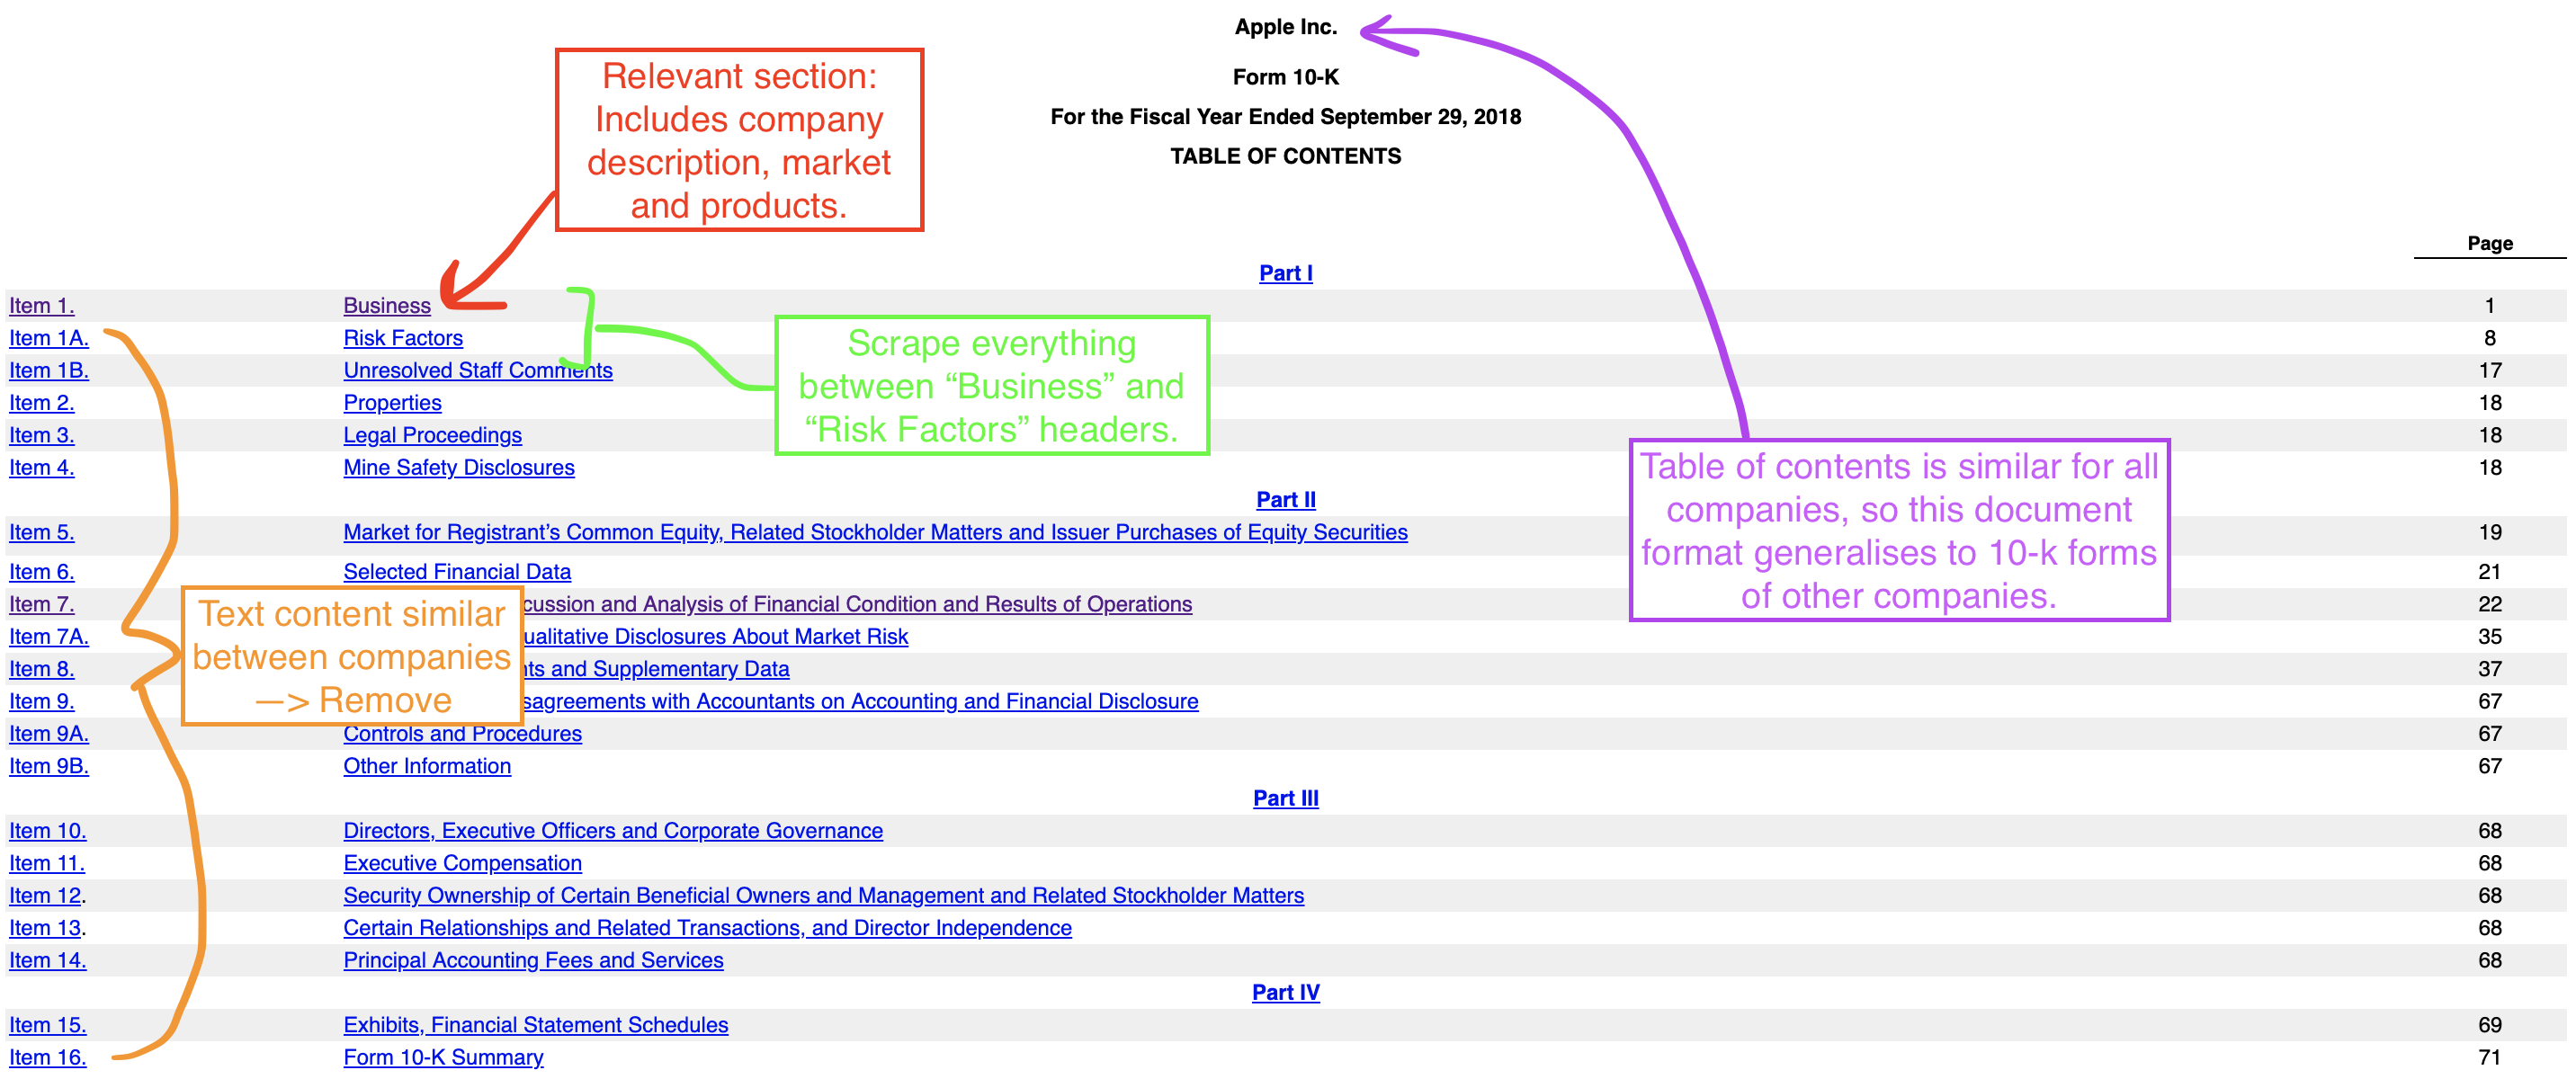 Apple Inc.
Form 10-K
For the Fiscal Year Ended September 29, 2018
TABLE OF CONTENTS
Relevant section:
Includes company
description, market
and products.
Page
Part I
Item 1. Business 1
Item 1A. Risk Factors 8
Item 1B. Unresolved Staff Comments 17
Item 2. Properties 18
Item 3. Legal Proceedings 18
Item 4. Mine Safety Disclosures 18
Scrape everything
between “Business” and
“Risk Factors” headers.
Table of contents is similar for all
companies, so this document
format generalises to 10-k forms
of other companies.
Part II
Item 5. Market for Registrant’s Common Equity, Related Stockholder Matters and Issuer Purchases of Equity Securities 19
Item 6. Selected Financial Data 21
Item 7. cussion and Analysis of Financial Condition and Results of Operations 22
Item 7A. ualitative Disclosures About Market Risk 35
Item 8. nts and Supplementary Data 37
Item 9. sagreements with Accountants on Accounting and Financial Disclosure 67
Item 9A. Controls and Procedures 67
Item 9B. Other Information 67
Text content similar
between companies
—> Remove
Part III
Item 10. Directors, Executive Officers and Corporate Governance 68
Item 11. Executive Compensation 68
Item 12. Security Ownership of Certain Beneficial Owners and Management and Related Stockholder Matters 68
Item 13. Certain Relationships and Related Transactions, and Director Independence 68
Item 14. Principal Accounting Fees and Services 68
Part IV
Item 15. Exhibits, Financial Statement Schedules 69
Item 16. Form 10-K Summary 71